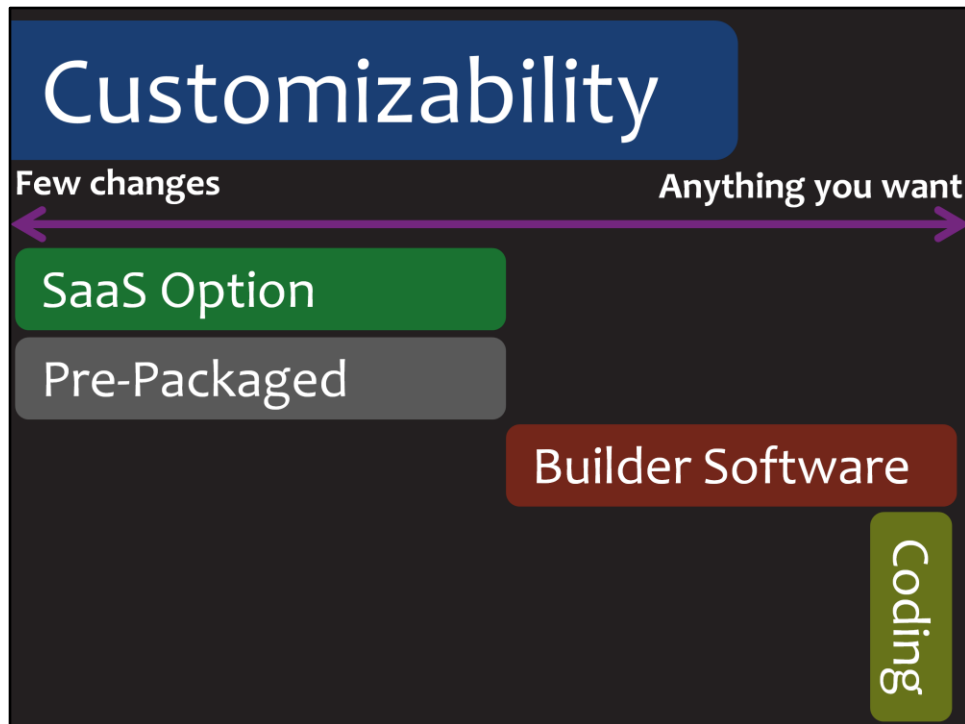 Customizability
Few changes
Anything you want
SaaS Option
Pre-Packaged
Builder Software
Coding